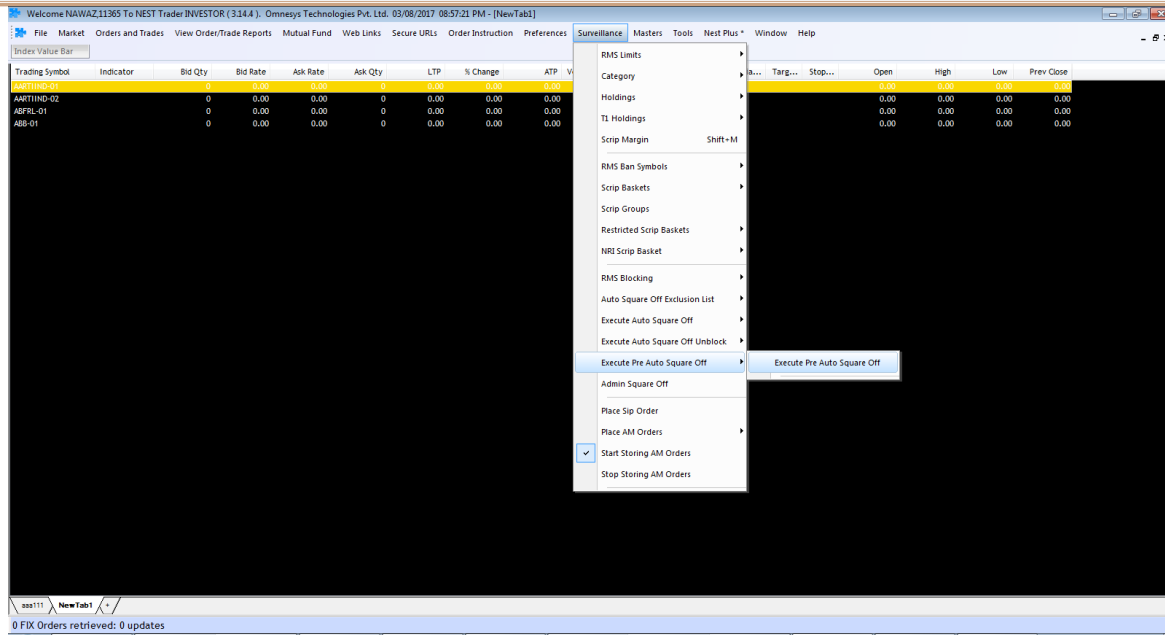 Welcome NAWAZ,11365 To NEST Trader INVESTOR ( 3.14.4 ). Omnesys Technologies Pvt. Ltd. 03/08/2017 08:57:21 PM - [NewTab1]
File Market Orders and Trades View Order/Trade Reports Mutual Fund Web Links Secure URLs Order Instruction Preferences Surveillance Masters Tools Nest Plus * Window Help
Index Value Bar
Trading Symbol Indicator Bid Qty Bid Rate Ask Rate Ask Qty LTP % Change ATP Targ... Stop... Open High Low Prev Close
AARTIIND-01 0 0.00 0.00 0 0.00 0.00 0.00 0.00 0.00 0.00 0.00
AARTIIND-02 0 0.00 0.00 0 0.00 0.00 0.00 0.00 0.00 0.00 0.00
ABFRL-01 0 0.00 0.00 0 0.00 0.00 0.00 0.00 0.00 0.00 0.00
ABB-01 0 0.00 0.00 0 0.00 0.00 0.00 0.00 0.00 0.00 0.00
RMS Limits
Category
Holdings
T1 Holdings
Scrip Margin Shift+M
RMS Ban Symbols
Scrip Baskets
Scrip Groups
Restricted Scrip Baskets
NRI Scrip Basket
RMS Blocking
Auto Square Off Exclusion List
Execute Auto Square Off
Execute Auto Square Off Unblock
Execute Pre Auto Square Off Execute Pre Auto Square Off
Admin Square Off
Place Sip Order
Place AM Orders
Start Storing AM Orders
Stop Storing AM Orders
aaa111 NewTab1 +
0 FIX Orders retrieved: 0 updates